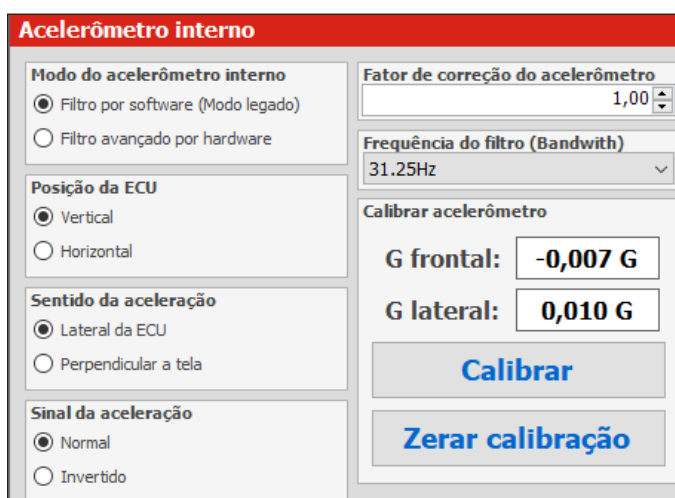 Acelerômetro interno
Modo do acelerômetro interno
Filtro por software (Modo legado)
Filtro avançado por hardware
Posição da ECU
Vertical
Horizontal
Sentido da aceleração
Lateral da ECU
Perpendicular a tela
Sinal da aceleração
Normal
Invertido
Fator de correção do acelerômetro
1,00
Frequência do filtro (Bandwith)
31.25Hz
Calibrar acelerômetro
G frontal: -0,007 G
G lateral: 0,010 G
Calibrar
Zerar calibração